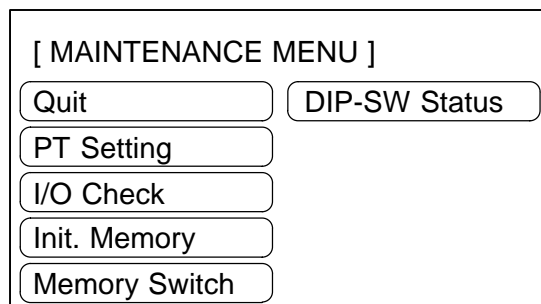 [ MAINTENANCE MENU ]
Quit
DIP-SW Status
PT Setting
I/O Check
Init. Memory
Memory Switch